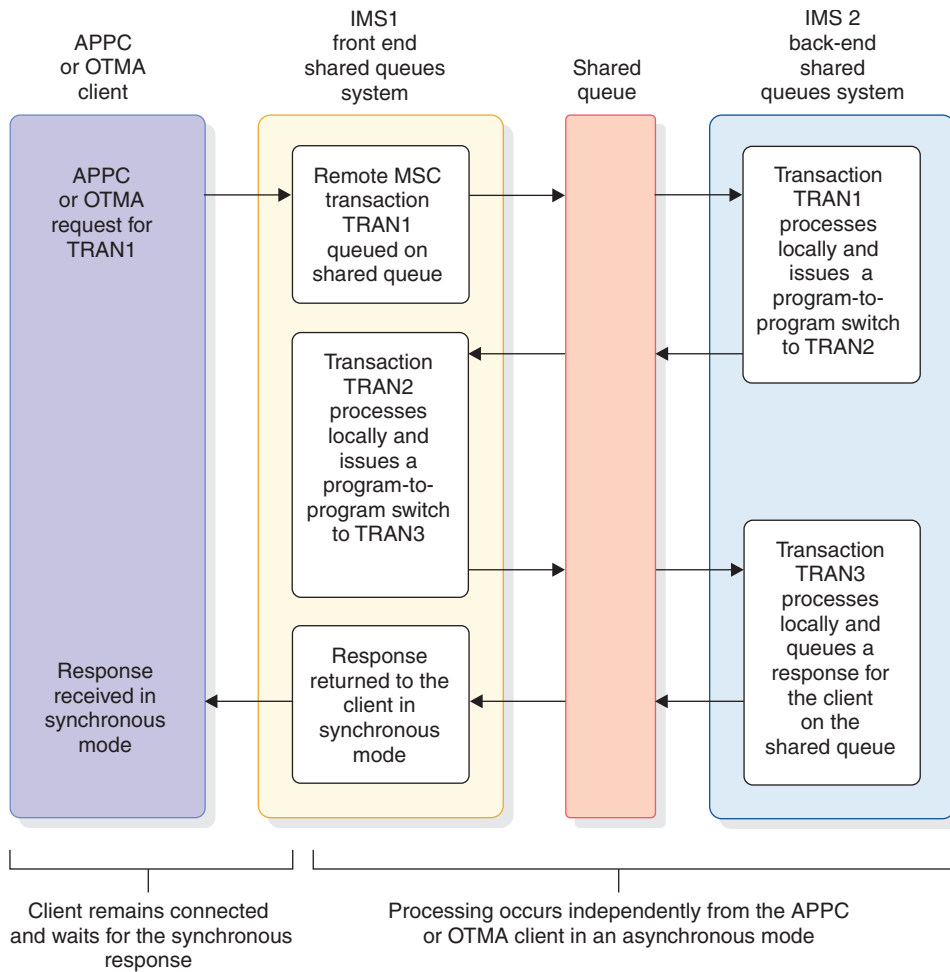 APPC
or OTMA
client
IMS1
front end
shared queues
system
Shared
queue
IMS 2
back-end
shared
queues system
APPC
or OTMA
request for
TRAN1
Remote MSC
transaction
TRAN1
queued on
shared queue
Transaction
TRAN1
processes
locally and
issues a
program-to-
program switch
to TRAN2
Transaction
TRAN2
processes
locally and
issues a
program-to-
program switch
to TRAN3
Transaction
TRAN3
processes
locally and
queues a
response for
the client
on the
shared queue
Response
returned to the
client in
synchronous
mode
Response
received in
synchronous
mode
Client remains connected
and waits for the synchronous
response
Processing occurs independently from the APPC
or OTMA client in an asynchronous mode